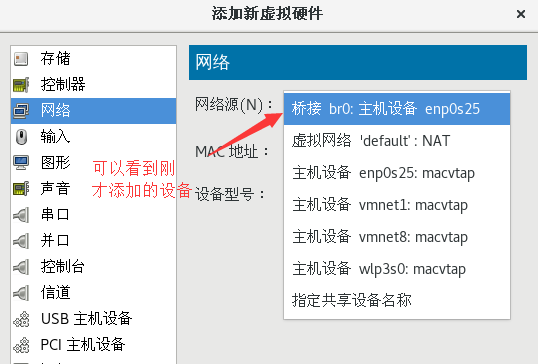 添加新虚拟硬件
存储
控制器
网络
输入
图形
声音
串口
并口
控制台
信道
USB 主机设备
PCI 主机设备
网络
网络源(N)：
MAC 地址：
设备型号：
桥接 br0: 主机设备 enp0s25
虚拟网络 'default' : NAT
主机设备 enp0s25: macvtap
主机设备 vmnet1: macvtap
主机设备 vmnet8: macvtap
主机设备 wlp3s0: macvtap
指定共享设备名称
可以看到刚
才添加的设备